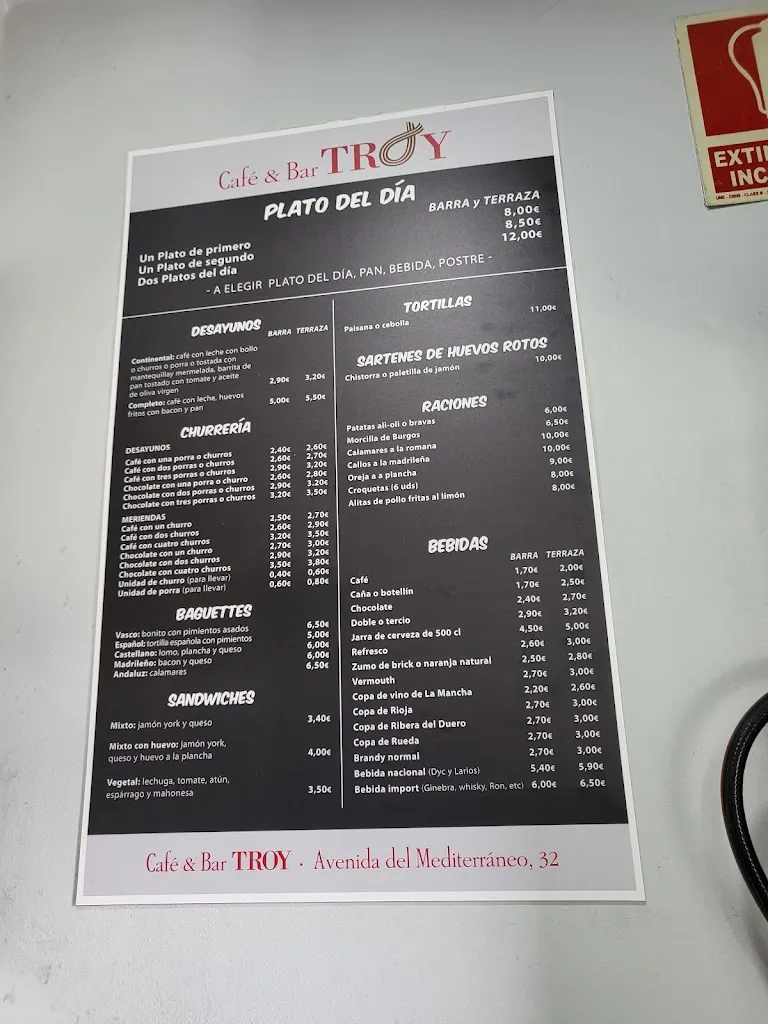 Café & Bar TROY
PLATO DEL DÍA
BARRA y TERRAZA
Un Plato de primero 8,00€
Un Plato de segundo 8,50€
Dos Platos del día 12,00€
- A ELEGIR PLATO DEL DÍA, PAN, BEBIDA, POSTRE -
DESAYUNOS BARRA TERRAZA
Continental: café con leche con bollo
o churros o porra o tostada con
mantequillay mermelada, barrita de
pan tostado con tomate y aceite
de oliva virgen 2,90€ 3,20€
Completo: café con leche, huevos
fritos con bacon y pan 5,00€ 5,50€
CHURRERÍA
DESAYUNOS
Café con una porra o churros 2,40€ 2,60€
Café con dos porras o churros 2,60€ 2,70€
Café con tres porras o churros 2,90€ 3,20€
Chocolate con una porro o churro 2,60€ 2,80€
Chocolate con dos porras o churros 2,90€ 3.20€
Chocolate con tres porras o churros 3,20€ 3,50€
MERIENDAS
Café con un churro 2,50€ 2,70€
Café con dos churros 2,60€ 2,90€
Café con cuatro churros 3,20€ 3,50€
Chocolate con un churro 2,70€ 3,00€
Chocolate con dos churros 2,90€ 3,20€
Chocolate con cuatro churros 3,50€ 3,80€
Unidad de churro (para llevar) 0,40€ 0,60€
Unidad de porra (para llevar) 0,60€ 0,80€
BAGUETTES
Vasco: bonito con pimientos asados 6,50€
Español: tortilla española con pimientos 5,00€
Castellano: lomo, plancha y queso 6,00€
Madrileño: bacon y queso 6,00€
Andaluz: calamares 6,50€
SANDWICHES
Mixto: jamón york y queso 3,40€
Mixto con huevo: jamón york,
queso y huevo a la plancha 4,00€
Vegetal: lechuga, tomate, atún,
espárrago y mahonesa 3,50€
TORTILLAS
Paisana o cebolla 11,00€
SARTENES DE HUEVOS ROTOS
Chistorra o paletilla de jamón 10,00€
RACIONES
Patatas ali-oli o bravas 6,00€
Morcilla de Burgos 6,50€
Calamares a la romana 10,00€
Callos a la madrileña 10,00€
Oreja a a plancha 9,00€
Croquetas (6 uds) 8,00€
Alitas de pollo fritas al limón 8,00€
BEBIDAS
BARRA TERRAZA
Café 1,70€ 2,00€
Caña o botellín 1,70€ 2,50€
Chocolate 2,40€ 2,70€
Doble o tercio 2,90€ 3,20€
Jarra de cerveza de 500 cl 4,50€ 5,00€
Refresco 2,60€ 3,00€
Zumo de brick o naranja natural 2,50€ 2,80€
Vermouth 2,70€ 3,00€
Copa de vino de La Mancha 2,20€ 2,60€
Copa de Rioja 2,70€ 3,00€
Copa de Ribera del Duero 2,70€ 3,00€
Copa de Rueda 2,70€ 3,00€
Brandy normal 2,70€ 3,00€
Bebida nacional (Dyc y Larios) 5,40€ 5,90€
Bebida import (Ginebra, whisky, Ron, etc) 6,00€ 6,50€
Café & Bar TROY · Avenida del Mediterráneo, 32
EXTIN
INC